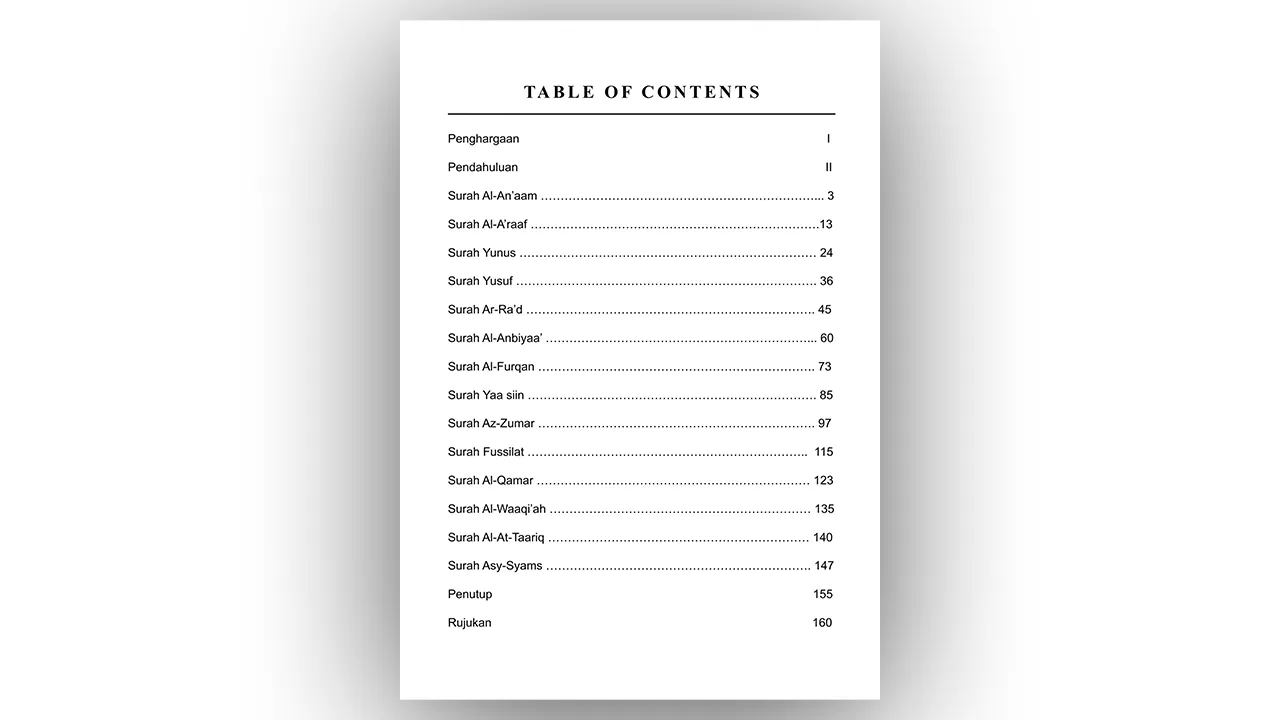 TABLE OF CONTENTS
Penghargaan I
Pendahuluan II
Surah Al-An’aam ……………………………………………………………... 3
Surah Al-A’raaf ……………………………………………………………….13
Surah Yunus ………………………………………………………………… 24
Surah Yusuf …………………………………………………………………. 36
Surah Ar-Ra’d ………………………………………………………………. 45
Surah Al-Anbiyaa’ …………………………………………………………... 60
Surah Al-Furqan ……………………………………………………………. 73
Surah Yaa siin ………………………………………………………………. 85
Surah Az-Zumar ……………………………………………………………. 97
Surah Fussilat …………………………………………………………….. 115
Surah Al-Qamar …………………………………………………………… 123
Surah Al-Waaqi’ah ………………………………………………………… 135
Surah Al-At-Taariq ………………………………………………………… 140
Surah Asy-Syams …………………………………………………………. 147
Penutup 155
Rujukan 160